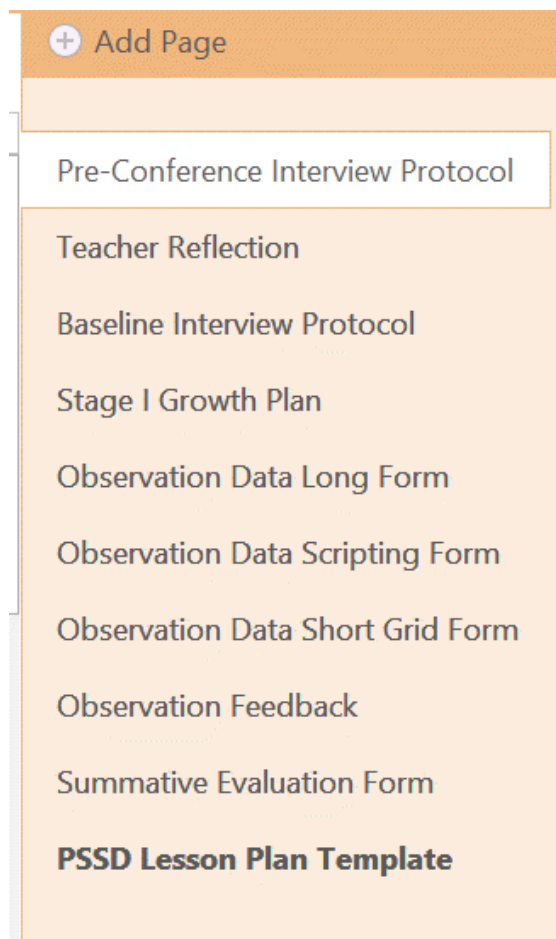 Add Page
Pre-Conference Interview Protocol
Teacher Reflection
Baseline Interview Protocol
Stage I Growth Plan
Observation Data Long Form
Observation Data Scripting Form
Observation Data Short Grid Form
Observation Feedback
Summative Evaluation Form
PSSD Lesson Plan Template